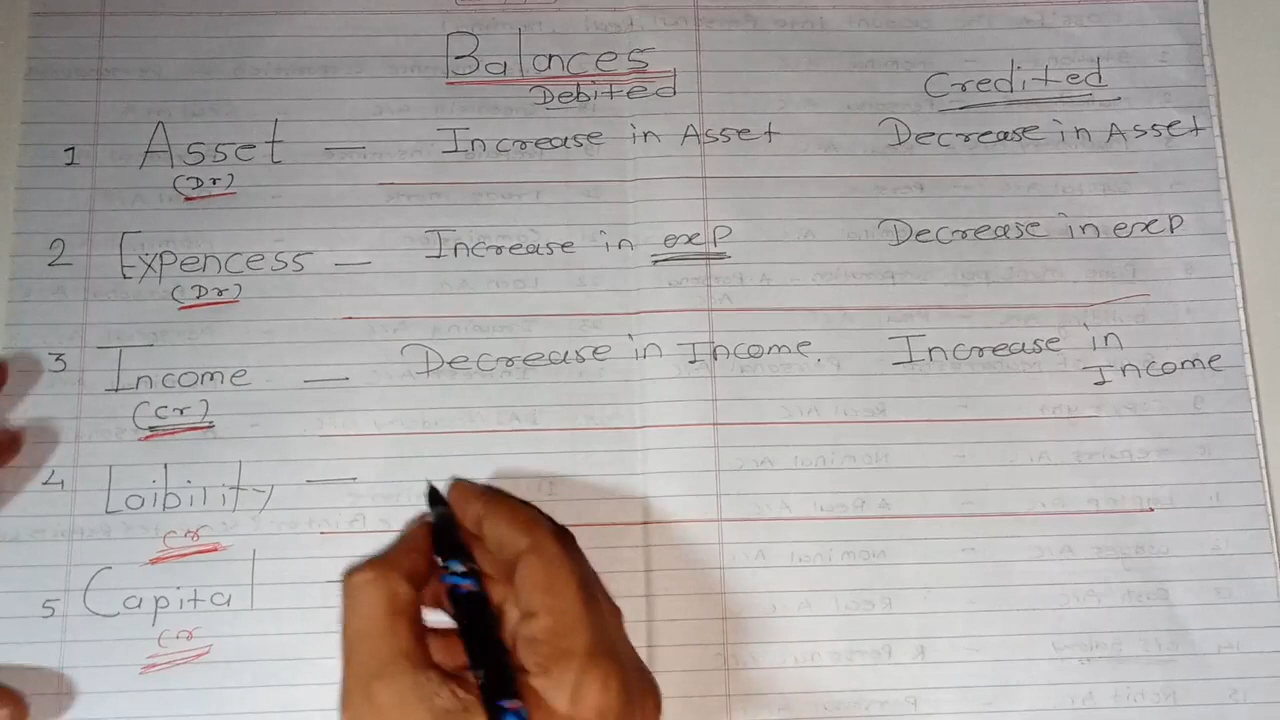 Balances
Debited Credited
1 Asset — Increase in Asset Decrease in Asset
(Dr)
2 Expencess — Increase in exp Decrease in exp
(Dr)
3 Income — Decrease in Income. Increase in
Income
(Cr)
4 Laibility —
cr
5 Capital
cr